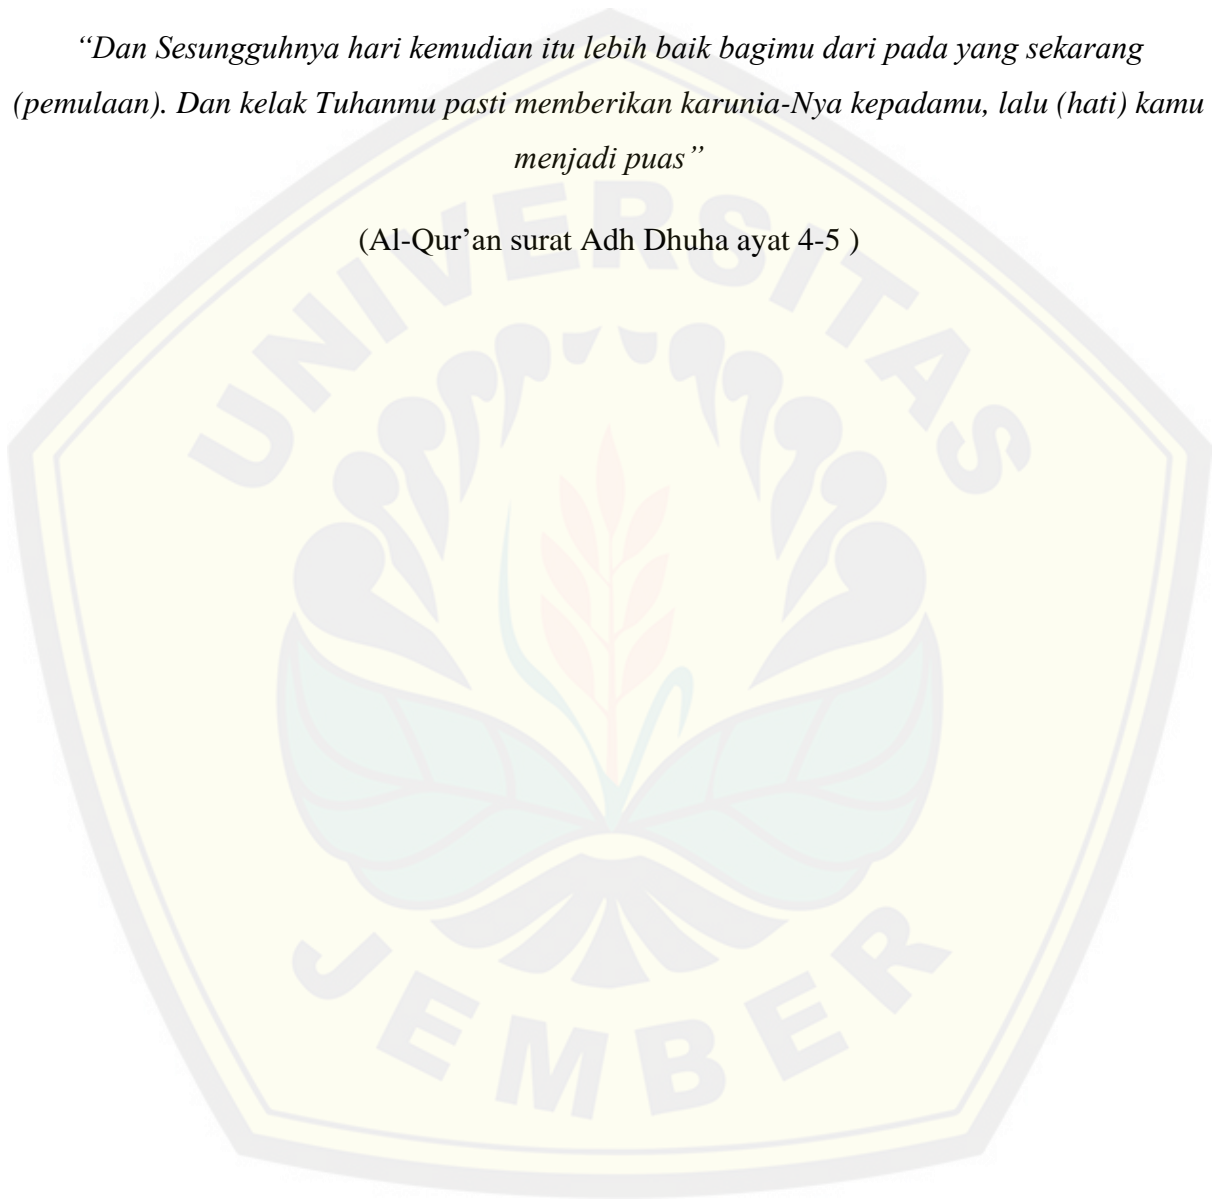 “Dan Sesungguhnya hari kemudian itu lebih baik bagimu dari pada yang sekarang
(pemulaan). Dan kelak Tuhanmu pasti memberikan karunia-Nya kepadamu, lalu (hati) kamu
menjadi puas”
(Al-Qur’an surat Adh Dhuha ayat 4-5 )
UNIVERSITAS
JEMBER